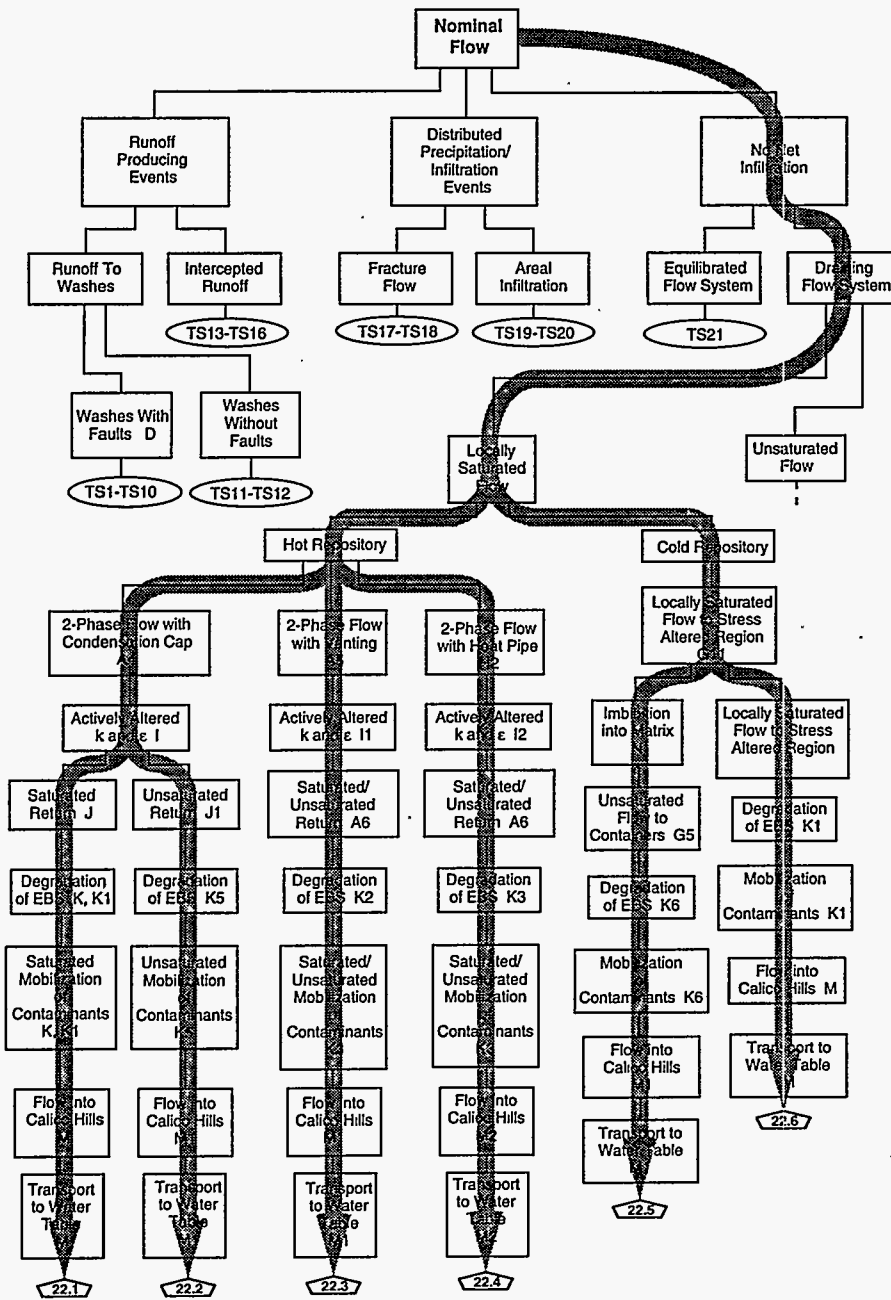 Nominal
Flow
Runoff
Producing
Events
Distributed
Precipitation/
Infiltration
Events
No Net
Infiltration
Runoff To
Washes
Intercepted
Runoff
Fracture
Flow
Areal
Infiltration
Equilibrated
Flow System
Draining
Flow System
TS13-TS16
TS17-TS18
TS19-TS20
TS21
Washes With
Faults D
Washes
Without
Faults
Locally
Saturated
Flow
Unsaturated
Flow
TS1-TS10
TS11-TS12
Hot Repository
Cold Repository
2-Phase Flow with
Condensation Cap
2-Phase Flow
with Venting
2-Phase Flow
with Heat Pipe
Locally Saturated
Flow to Stress
Altered Region
Actively Altered
k and ε I
Actively Altered
k and ε I1
Actively Altered
k and ε I2
Imbibition
into Matrix
Locally Saturated
Flow to Stress
Altered Region
Saturated
Return J
Unsaturated
Return J1
Saturated/
Unsaturated
Return A6
Saturated/
Unsaturated
Return A6
Unsaturated
Flow to
Containers G5
Degradation
of EBS K1
Degradation
of EBS K, K1
Degradation
of EBS K5
Degradation
of EBS K2
Degradation
of EBS K3
Degradation
of EBS K6
Mobilization
Contaminants K1
Saturated
Mobilization
Contaminants
K, K1
Unsaturated
Mobilization
Contaminants
Saturated/
Unsaturated
Mobilization
Contaminants
Saturated/
Unsaturated
Mobilization
Contaminants
Mobilization
Contaminants K6
Flow into
Calico Hills M
Flow into
Calico Hills
Transport to
Water Table
Flow into
Calico Hills
Flow into
Calico Hills
Flow into
Calico Hills
Flow into
Calico Hills
22.6
Transport to
Water Table
Transport
to Water
Table
Transport
to Water
Table
Transport
to Water
Table
Transport
to Water
Table
22.5
22.1
22.2
22.3
22.4